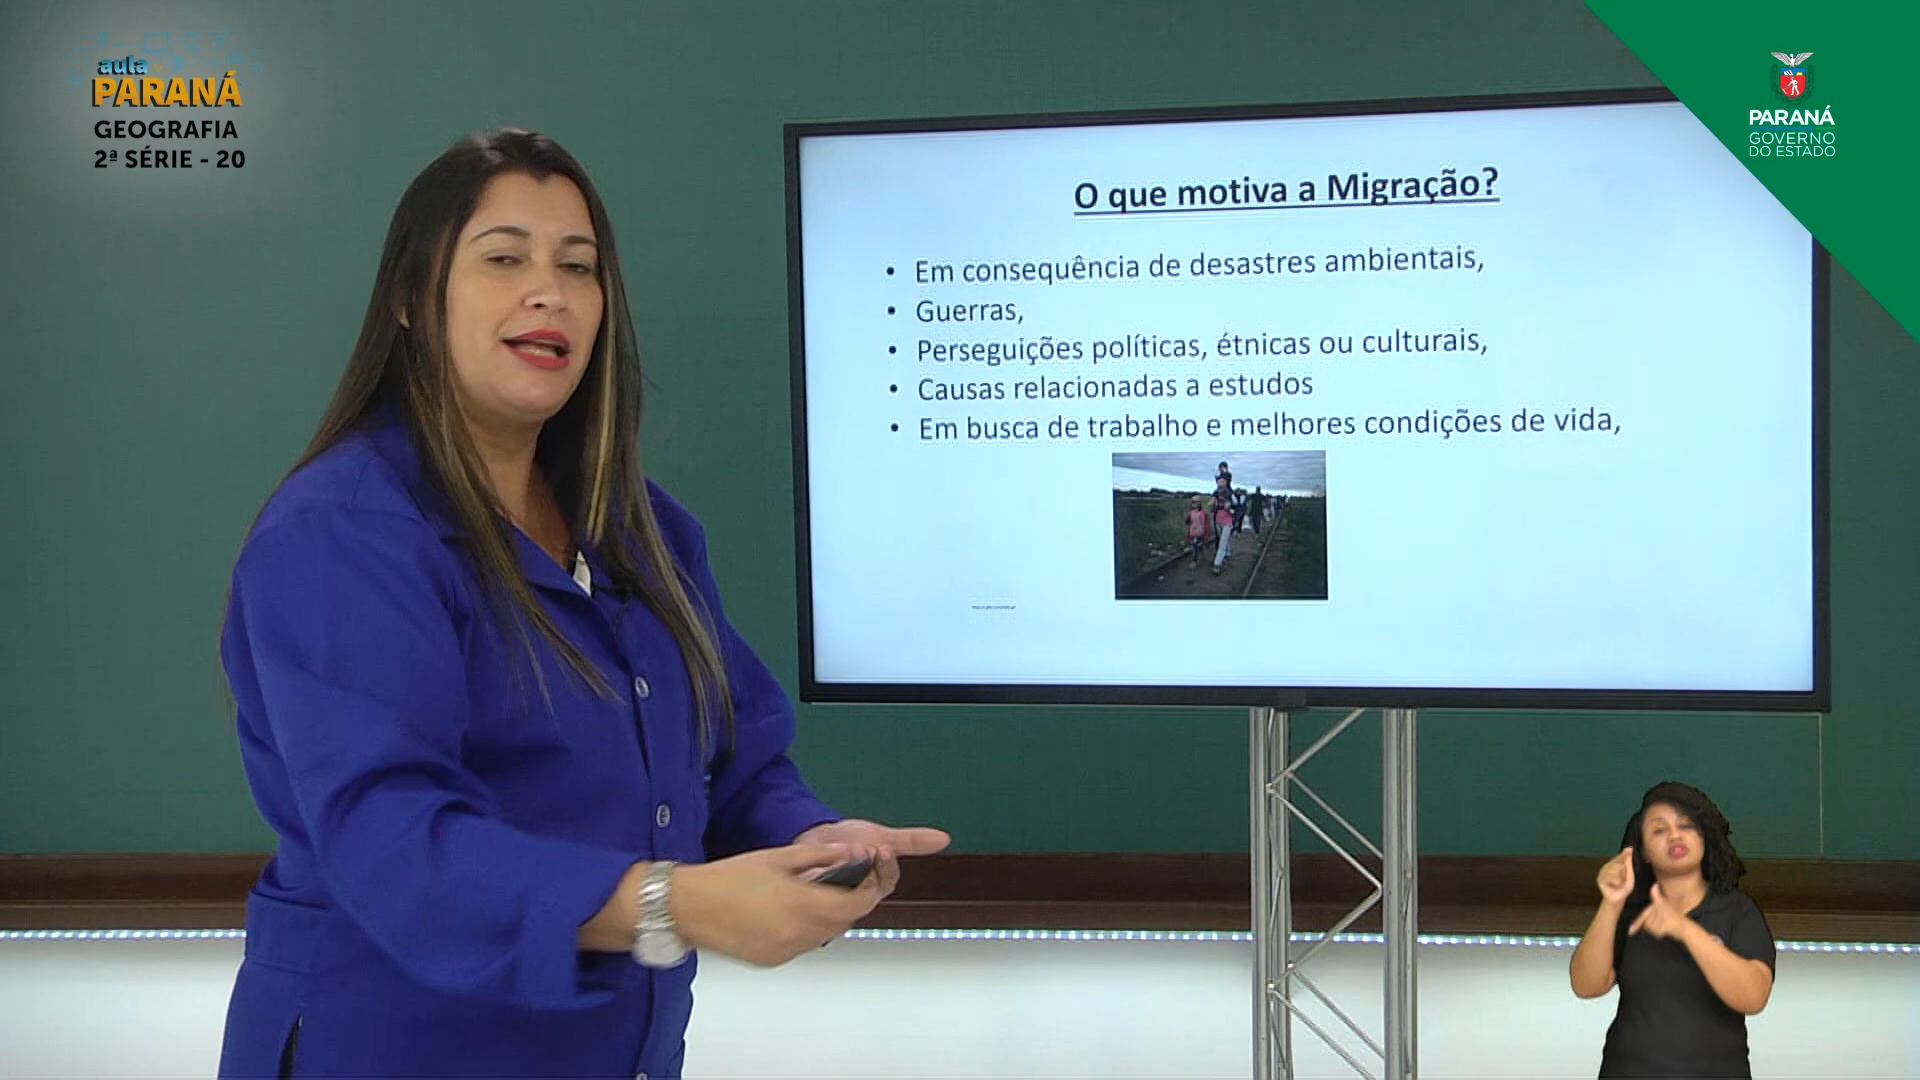 aula
PARANÁ
GEOGRAFIA
2ª SÉRIE - 20
PARANÁ
GOVERNO
DO ESTADO
O que motiva a Migração?
• Em consequência de desastres ambientais,
• Guerras,
• Perseguições políticas, étnicas ou culturais,
• Causas relacionadas a estudos
• Em busca de trabalho e melhores condições de vida,